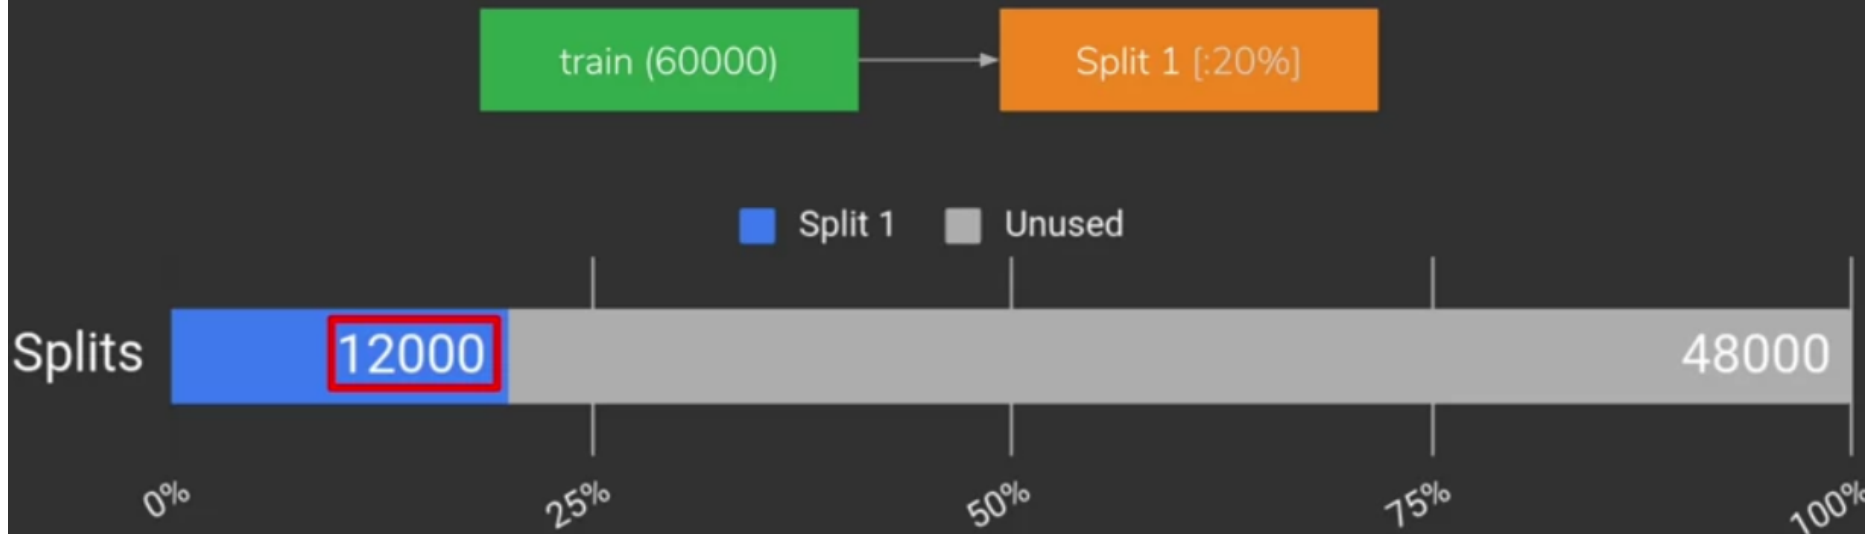 train (60000)
Split 1 [:20%]
Split 1
Unused
Splits
12000
48000
0%
25%
50%
75%
100%